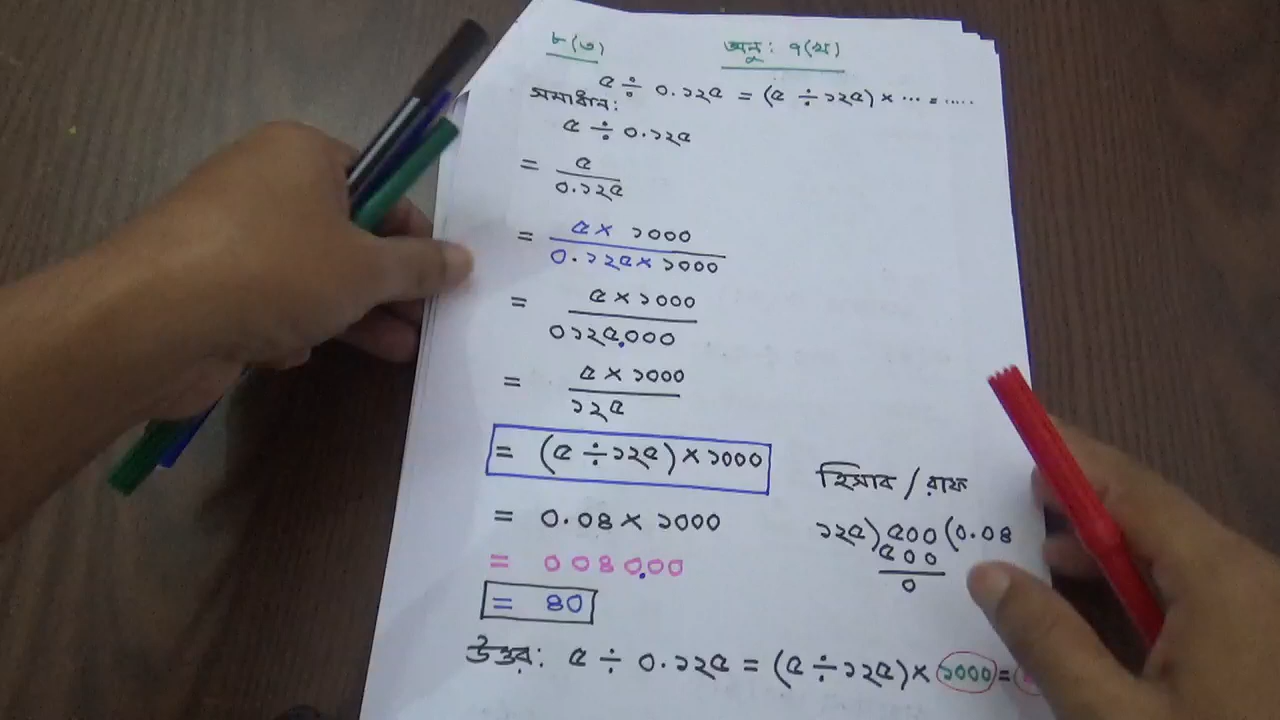 ৮(৩) অনু: ৭(খ)
৫ ÷ ০.১২৫ = (৫ ÷ ১২৫) × ... = .....
সমাধান:
৫ ÷ ০.১২৫
= ৫ / ০.১২৫
= ৫ × ১০০০ / ০.১২৫ × ১০০০
= ৫ × ১০০০ / ০১২৫.০০০
= ৫ × ১০০০ / ১২৫
= (৫ ÷ ১২৫) × ১০০০
হিসাব / রাফ
= ০.০৪ × ১০০০
১২৫) ৫০০ (০.০৪
৫০০
০
= ০০৪০.০০
= ৪০
উত্তর: ৫ ÷ ০.১২৫ = (৫ ÷ ১২৫) × ১০০০ =